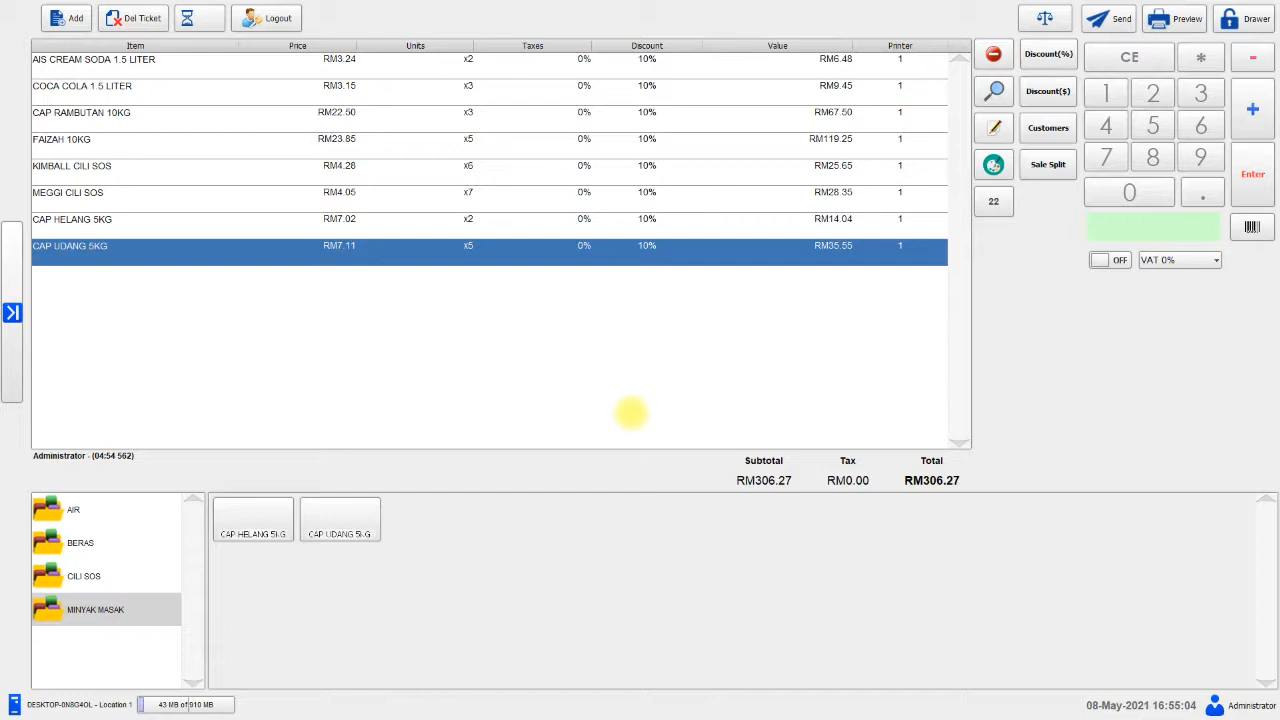 Add Del Ticket Logout Send Preview Drawer
Item Price Units Taxes Discount Value Printer
AIS CREAM SODA 1.5 LITER RM3.24 x2 0% 10% RM6.48 1
COCA COLA 1.5 LITER RM3.15 x3 0% 10% RM9.45 1
CAP RAMBUTAN 10KG RM22.50 x3 0% 10% RM67.50 1
FAIZAH 10KG RM23.85 x5 0% 10% RM119.25 1
KIMBALL CILI SOS RM4.28 x6 0% 10% RM25.65 1
MEGGI CILI SOS RM4.05 x7 0% 10% RM28.35 1
CAP HELANG 5KG RM7.02 x2 0% 10% RM14.04 1
CAP UDANG 5KG RM7.11 x5 0% 10% RM35.55 1
Discount(%)
Discount($)
Customers
Sale Split
22
CE * -
1 2 3 +
4 5 6
7 8 9 Enter
0 .
OFF VAT 0%
Administrator - (04:54 562)
Subtotal Tax Total
RM306.27 RM0.00 RM306.27
AIR
BERAS
CILI SOS
MINYAK MASAK
CAP HELANG 5KG CAP UDANG 5KG
DESKTOP-0N8G4OL - Location 1 43 MB of 910 MB 08-May-2021 16:55:04 Administrator